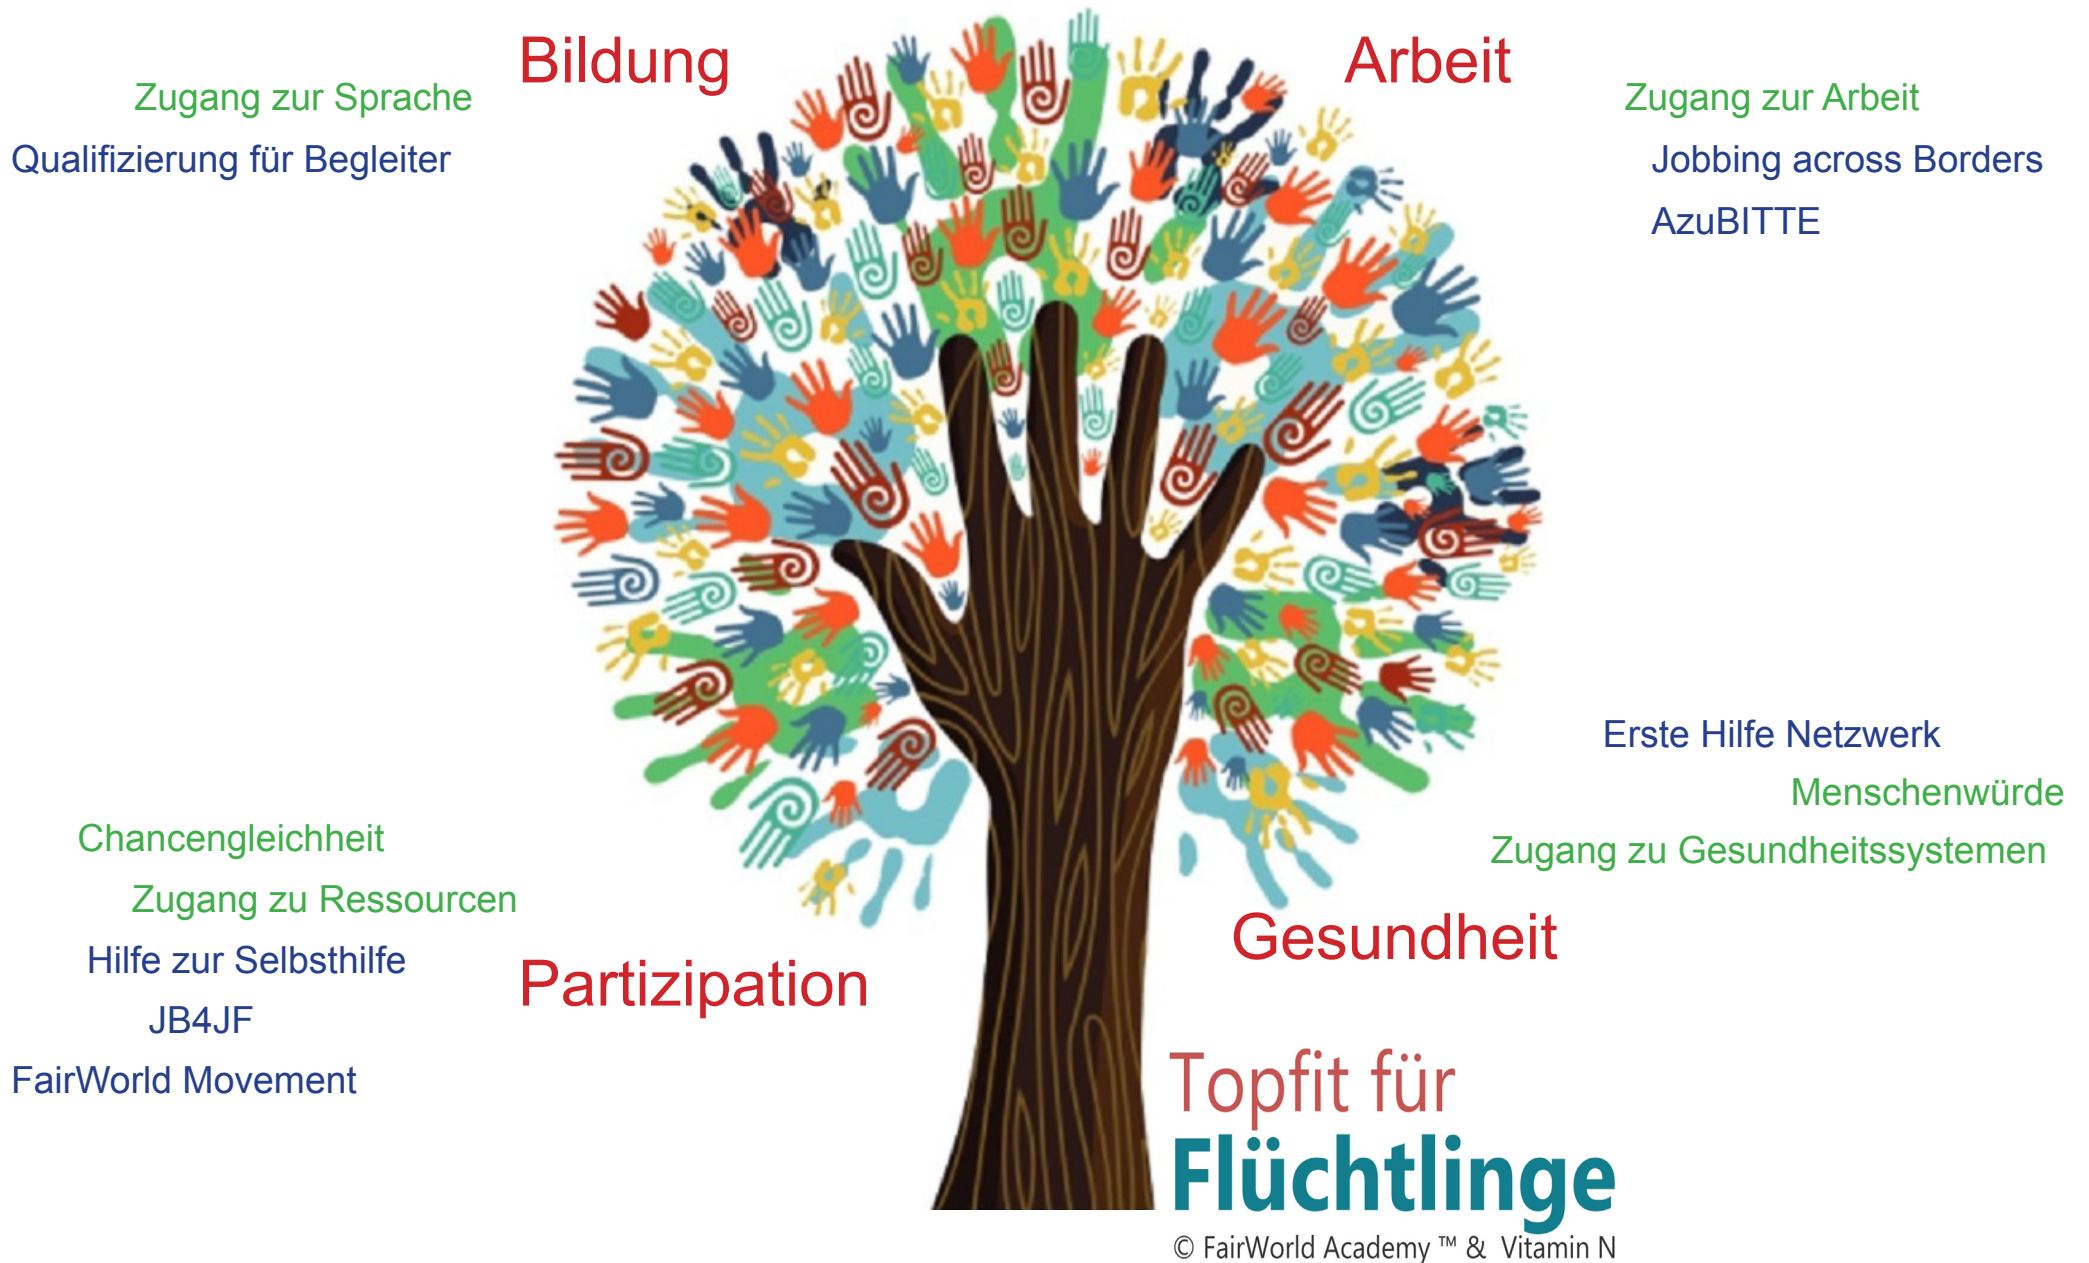 Bildung
Zugang zur Sprache
Qualifizierung für Begleiter
Arbeit
Zugang zur Arbeit
Jobbing across Borders
AzuBITTE
Chancengleichheit
Zugang zu Ressourcen
Hilfe zur Selbsthilfe
JB4JF
FairWorld Movement
Partizipation
Erste Hilfe Netzwerk
Menschenwürde
Zugang zu Gesundheitssystemen
Gesundheit
Topfit für
Flüchtlinge
© FairWorld Academy ™ & Vitamin N